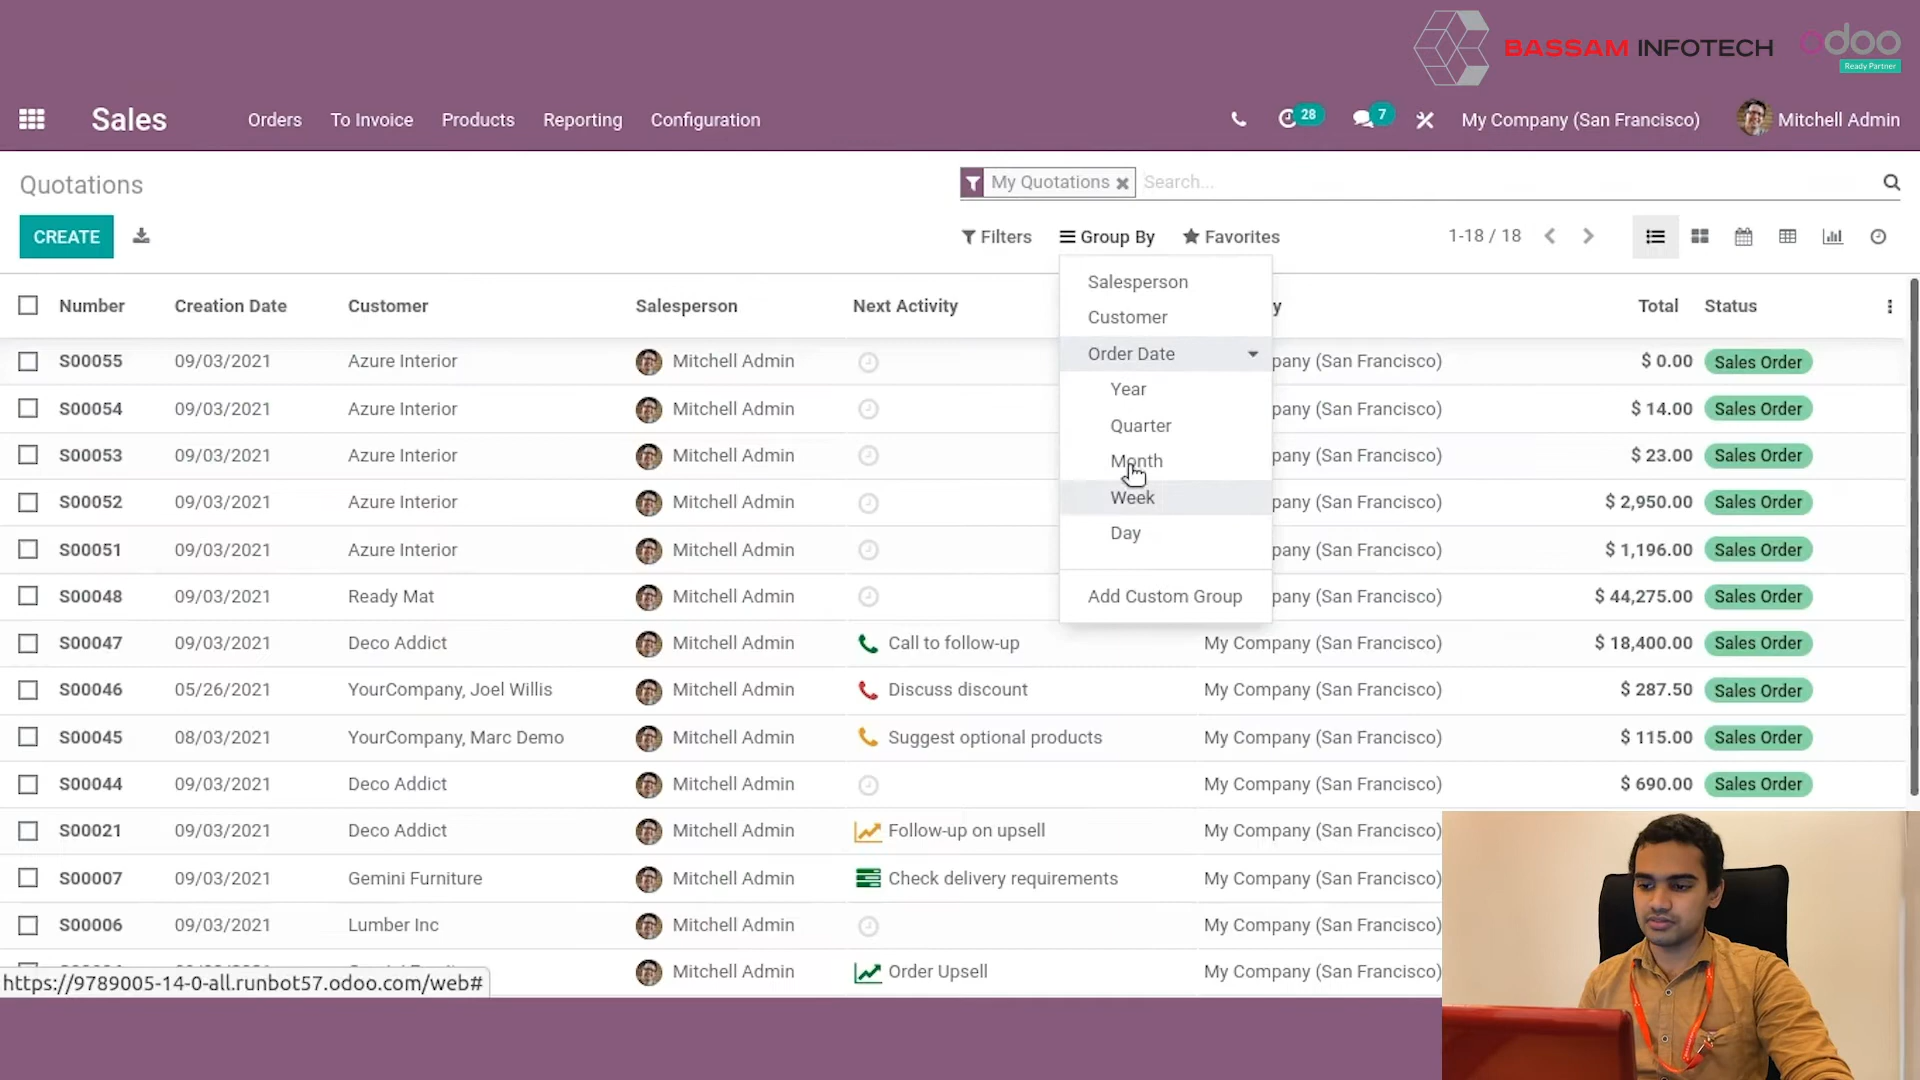 BASSAM INFOTECH odoo
Ready Partner
Sales Orders To Invoice Products Reporting Configuration 28 7 My Company (San Francisco) Mitchell Admin
Quotations My Quotations Search...
CREATE Filters Group By Favorites 1-18 / 18
Number Creation Date Customer Salesperson Next Activity y Total Status
Salesperson
Customer
Order Date
Year
Quarter
Month
Week
Day
Add Custom Group
S00055 09/03/2021 Azure Interior Mitchell Admin pany (San Francisco) $ 0.00 Sales Order
S00054 09/03/2021 Azure Interior Mitchell Admin pany (San Francisco) $ 14.00 Sales Order
S00053 09/03/2021 Azure Interior Mitchell Admin pany (San Francisco) $ 23.00 Sales Order
S00052 09/03/2021 Azure Interior Mitchell Admin pany (San Francisco) $ 2,950.00 Sales Order
S00051 09/03/2021 Azure Interior Mitchell Admin pany (San Francisco) $ 1,196.00 Sales Order
S00048 09/03/2021 Ready Mat Mitchell Admin pany (San Francisco) $ 44,275.00 Sales Order
S00047 09/03/2021 Deco Addict Mitchell Admin Call to follow-up My Company (San Francisco) $ 18,400.00 Sales Order
S00046 05/26/2021 YourCompany, Joel Willis Mitchell Admin Discuss discount My Company (San Francisco) $ 287.50 Sales Order
S00045 08/03/2021 YourCompany, Marc Demo Mitchell Admin Suggest optional products My Company (San Francisco) $ 115.00 Sales Order
S00044 09/03/2021 Deco Addict Mitchell Admin My Company (San Francisco) $ 690.00 Sales Order
S00021 09/03/2021 Deco Addict Mitchell Admin Follow-up on upsell My Company (San Francisco)
S00007 09/03/2021 Gemini Furniture Mitchell Admin Check delivery requirements My Company (San Francisco)
S00006 09/03/2021 Lumber Inc Mitchell Admin My Company (San Francisco)
Mitchell Admin Order Upsell My Company (San Francisco)
https://9789005-14-0-all.runbot57.odoo.com/web#